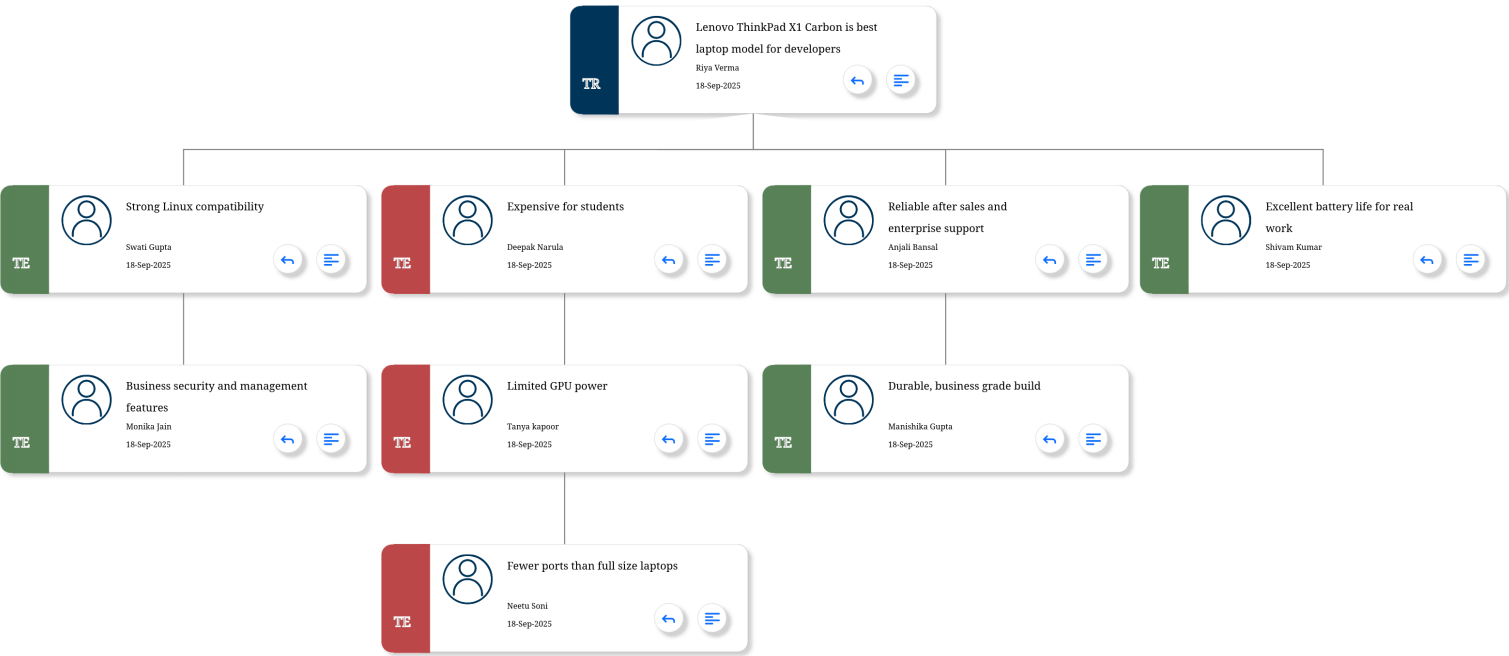 Lenovo ThinkPad X1 Carbon is best
laptop model for developers
Riya Verma
18-Sep-2025
TR
Strong Linux compatibility
Swati Gupta
18-Sep-2025
TE
Expensive for students
Deepak Narula
18-Sep-2025
TE
Reliable after sales and
enterprise support
Anjali Bansal
18-Sep-2025
TE
Excellent battery life for real
work
Shivam Kumar
18-Sep-2025
TE
Business security and management
features
Monika Jain
18-Sep-2025
TE
Limited GPU power
Tanya kapoor
18-Sep-2025
TE
Durable, business grade build
Manishika Gupta
18-Sep-2025
TE
Fewer ports than full size laptops
Neetu Soni
18-Sep-2025
TE